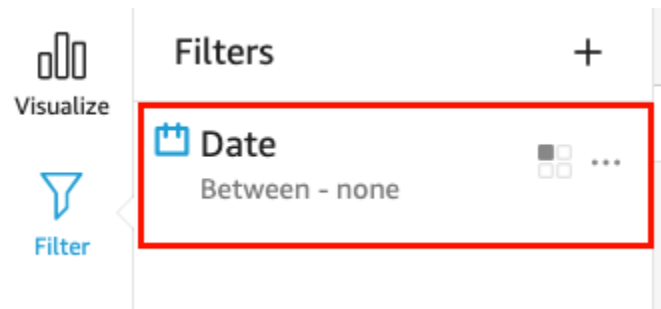 Visualize
Filter
Filters
Date
Between - none